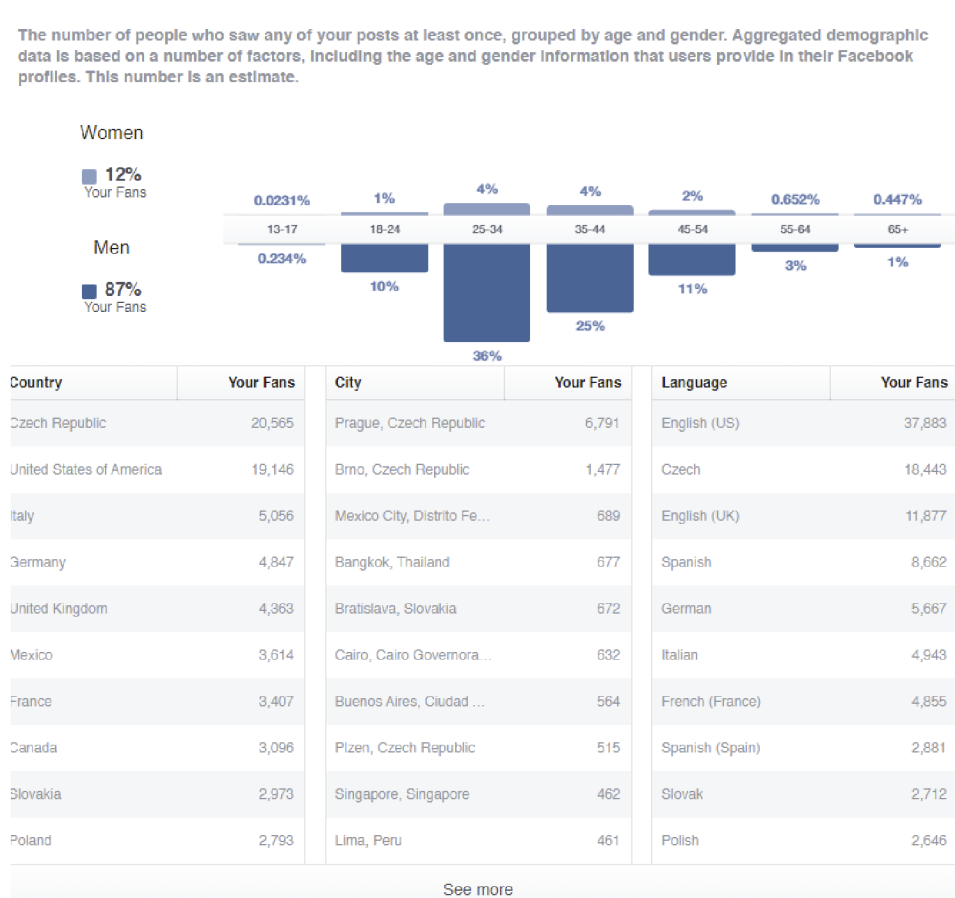 The number of people who saw any of your posts at least once, grouped by age and gender. Aggregated demographic
data is based on a number of factors, including the age and gender information that users provide in their Facebook
profiles. This number is an estimate.
Women
12%
Your Fans
0.0231% 1% 4% 4% 2% 0.652% 0.447%
13-17 18-24 25-34 35-44 45-54 55-64 65+
Men
87%
Your Fans
0.234% 10% 36% 25% 11% 3% 1%
Country Your Fans City Your Fans Language Your Fans
Czech Republic 20,565 Prague, Czech Republic 6,791 English (US) 37,883
United States of America 19,146 Brno, Czech Republic 1,477 Czech 18,443
Italy 5,056 Mexico City, Distrito Fe... 689 English (UK) 11,877
Germany 4,847 Bangkok, Thailand 677 Spanish 8,662
United Kingdom 4,363 Bratislava, Slovakia 672 German 5,667
Mexico 3,614 Cairo, Cairo Governora... 632 Italian 4,943
France 3,407 Buenos Aires, Ciudad ... 564 French (France) 4,855
Canada 3,096 Plzen, Czech Republic 515 Spanish (Spain) 2,881
Slovakia 2,973 Singapore, Singapore 462 Slovak 2,712
Poland 2,793 Lima, Peru 461 Polish 2,646
See more